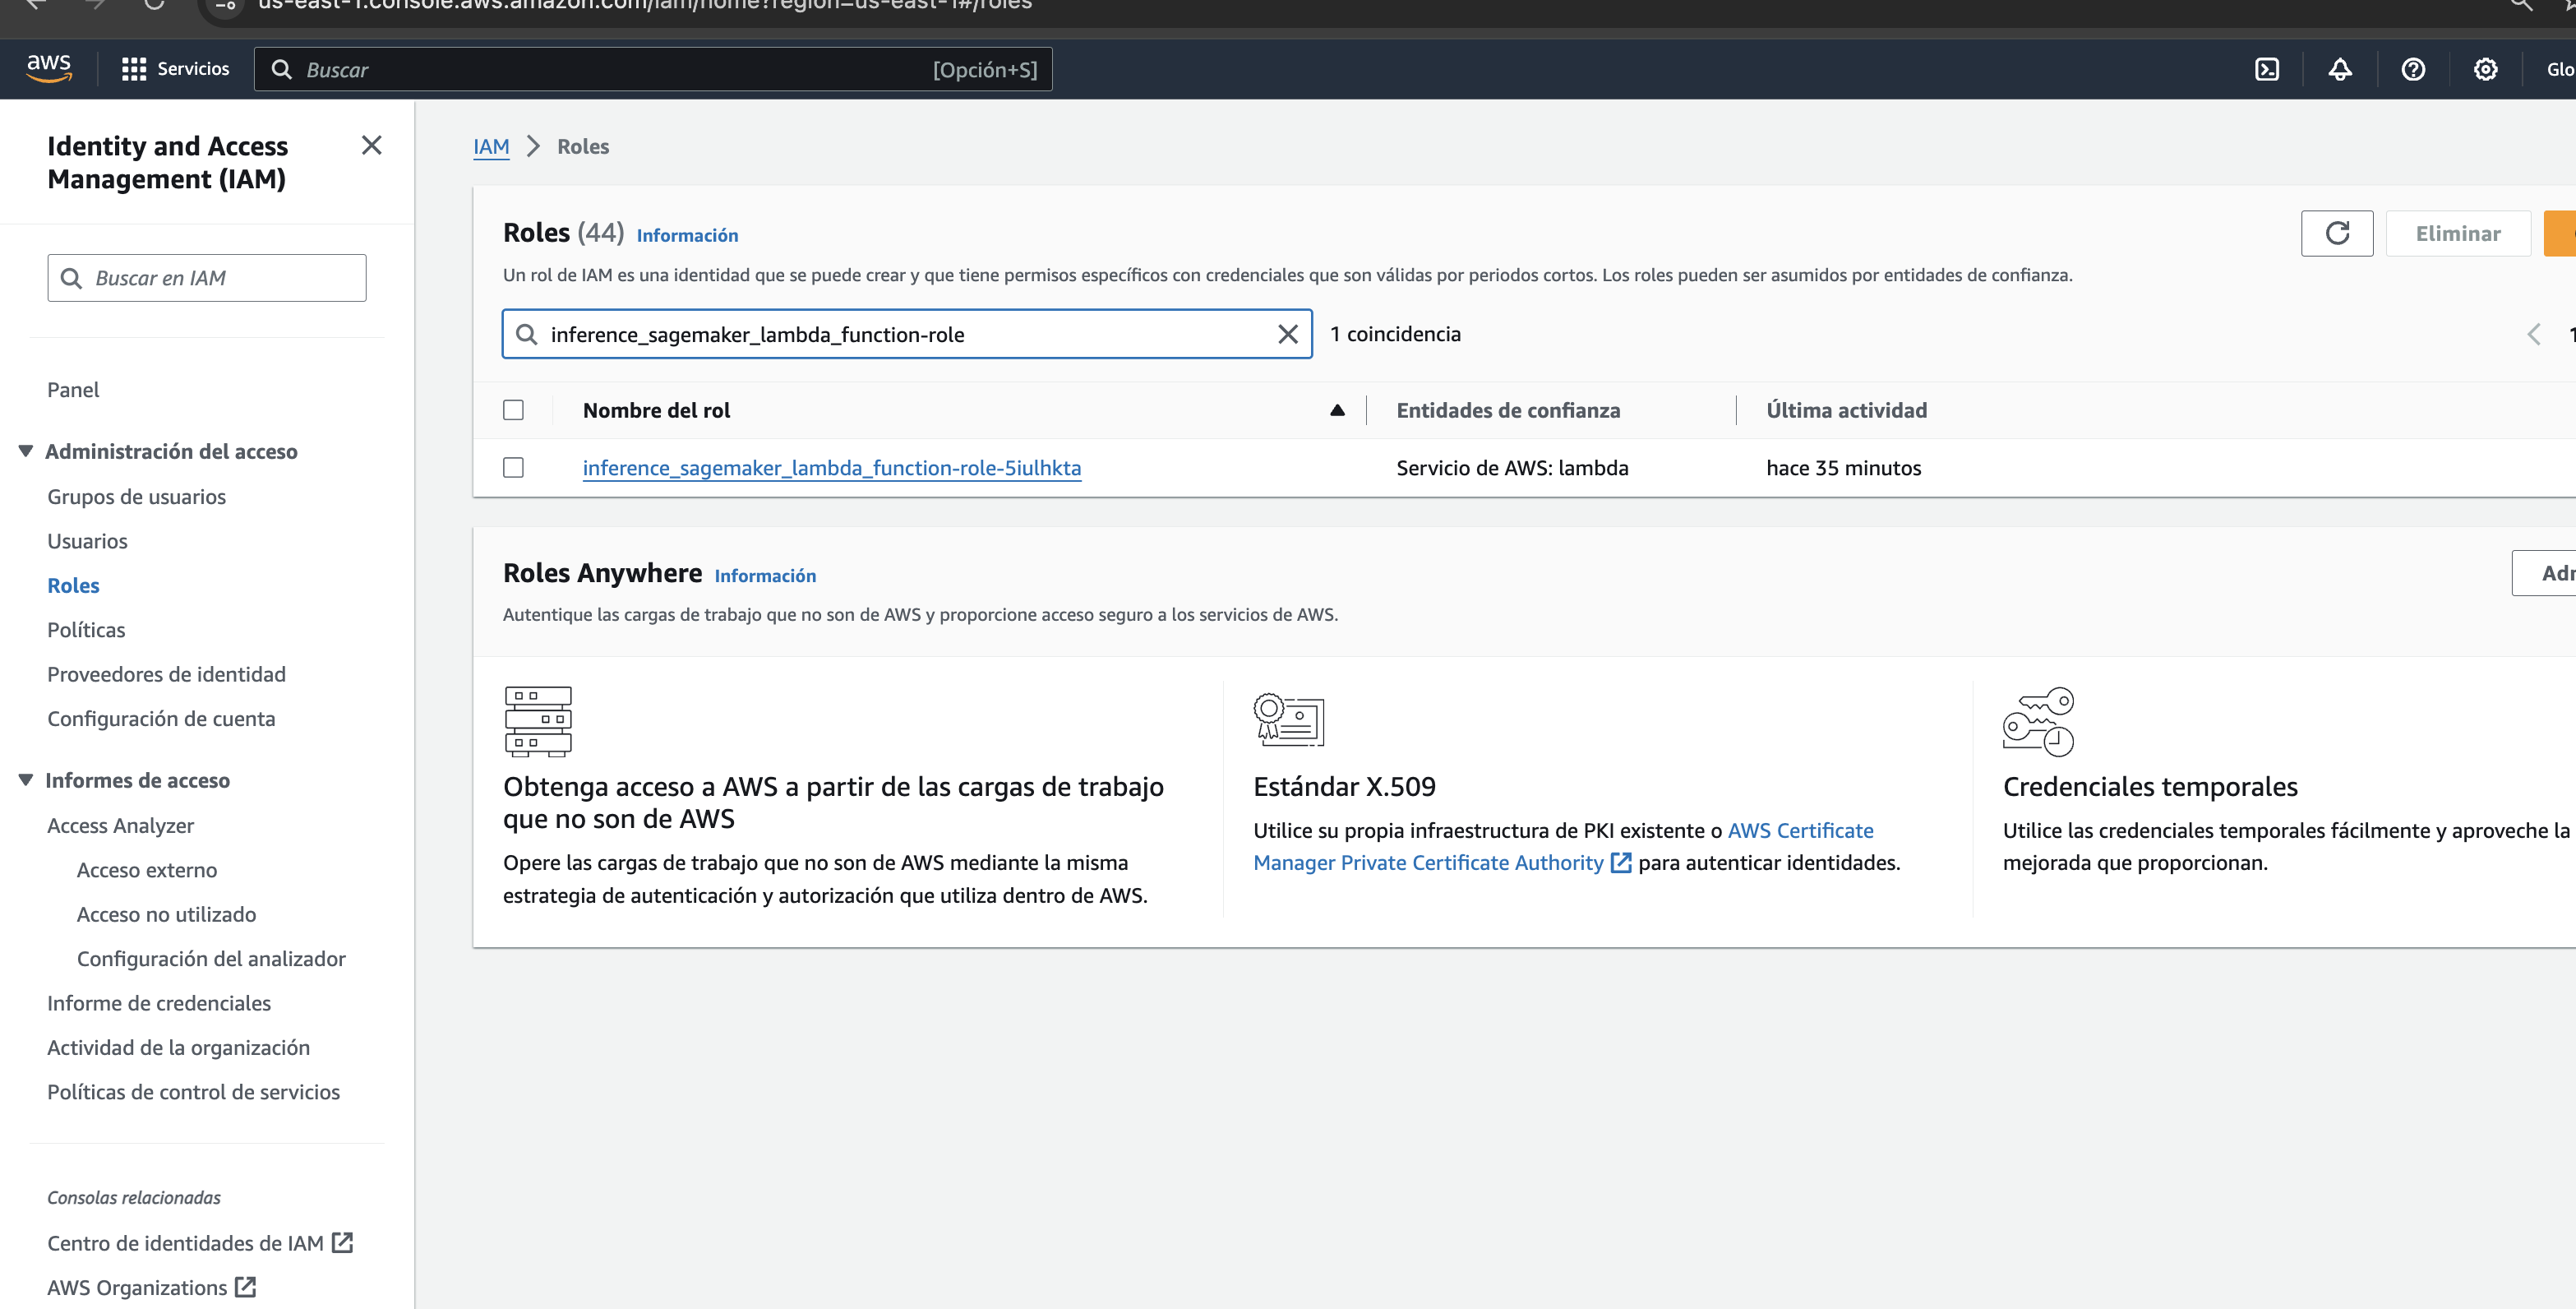 us-east-1.console.aws.amazon.com/iam/home?region=us-east-1#/roles
aws
Servicios
Buscar
[Opción+S]
Identity and Access
Management (IAM)
Buscar en IAM
Panel
Administración del acceso
Grupos de usuarios
Usuarios
Roles
Políticas
Proveedores de identidad
Configuración de cuenta
Informes de acceso
Access Analyzer
Acceso externo
Acceso no utilizado
Configuración del analizador
Informe de credenciales
Actividad de la organización
Políticas de control de servicios
Consolas relacionadas
Centro de identidades de IAM
AWS Organizations
IAM > Roles
Roles (44) Información
Eliminar
Un rol de IAM es una identidad que se puede crear y que tiene permisos específicos con credenciales que son válidas por periodos cortos. Los roles pueden ser asumidos por entidades de confianza.
inference_sagemaker_lambda_function-role
1 coincidencia
Nombre del rol
Entidades de confianza
Última actividad
inference_sagemaker_lambda_function-role-5iulhkta
Servicio de AWS: lambda
hace 35 minutos
Roles Anywhere Información
Autentique las cargas de trabajo que no son de AWS y proporcione acceso seguro a los servicios de AWS.
Obtenga acceso a AWS a partir de las cargas de trabajo
que no son de AWS
Opere las cargas de trabajo que no son de AWS mediante la misma
estrategia de autenticación y autorización que utiliza dentro de AWS.
Estándar X.509
Utilice su propia infraestructura de PKI existente o AWS Certificate
Manager Private Certificate Authority para autenticar identidades.
Credenciales temporales
Utilice las credenciales temporales fácilmente y aproveche la
mejorada que proporcionan.